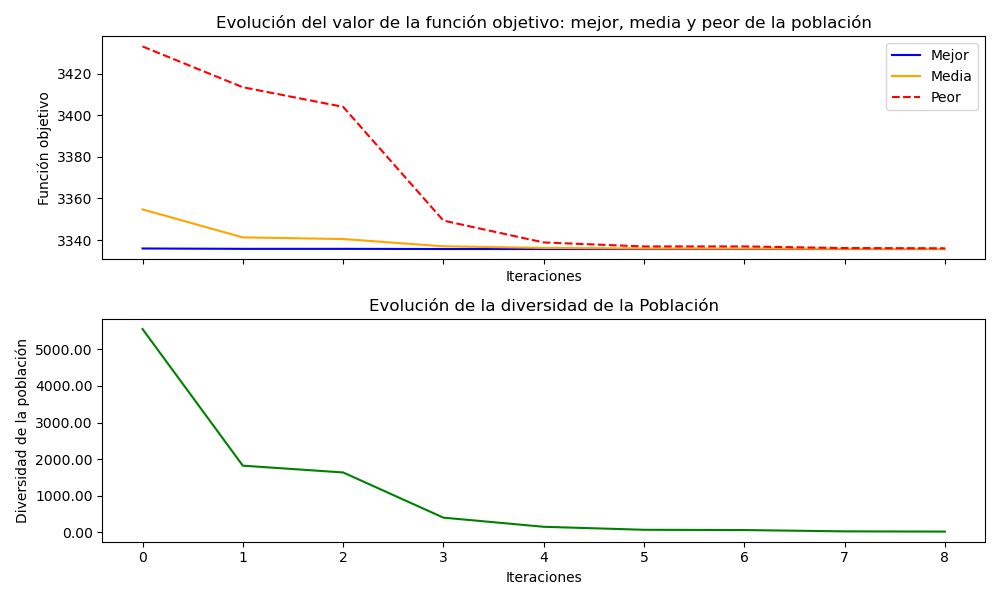 Evolución del valor de la función objetivo: mejor, media y peor de la población
Función objetivo
3420
3400
3380
3360
3340
Mejor
Media
Peor
Iteraciones
Evolución de la diversidad de la Población
Diversidad de la población
5000.00
4000.00
3000.00
2000.00
1000.00
0.00
0 1 2 3 4 5 6 7 8
Iteraciones